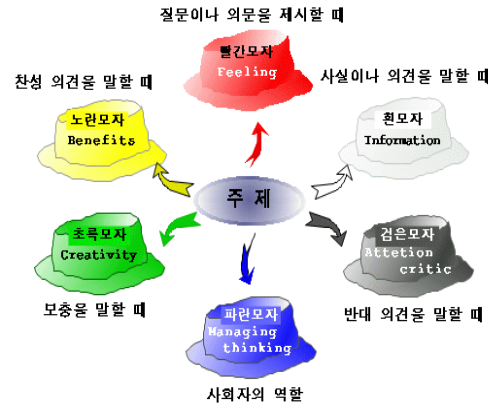 질문이나 의문을 제시할 때
빨간모자
Feeling
찬성 의견을 말할 때
노란모자
Benefits
사실이나 의견을 말할 때
흰모자
Information
주 제
초록모자
Creativity
보충을 말할 때
검은모자
Attetion
critic
반대 의견을 말할 때
파란모자
Managing
thinking
사회자의 역할